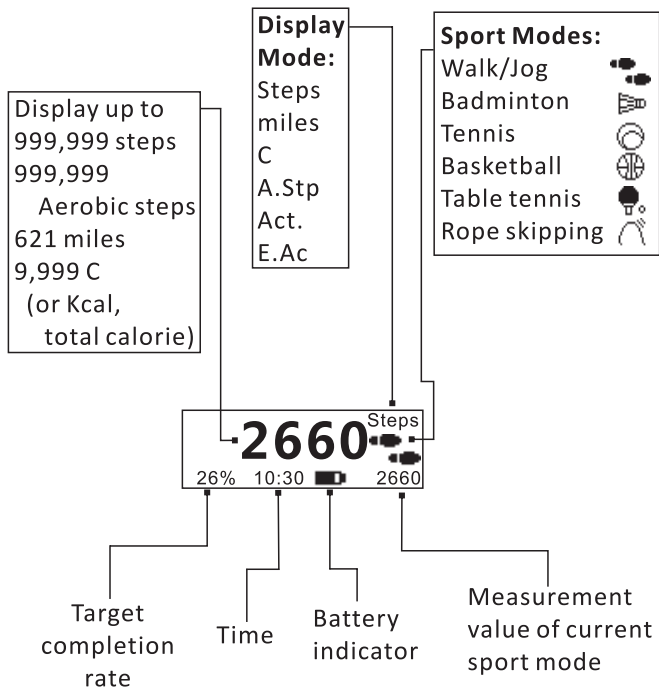 Display
Mode:
Steps
miles
C
A.Stp
Act.
E.Ac
Sport Modes:
Walk/Jog
Badminton
Tennis
Basketball
Table tennis
Rope skipping
Display up to
999,999 steps
999,999
Aerobic steps
621 miles
9,999 C
(or Kcal,
total calorie)
Steps
2660
26% 10:30 2660
Target
completion
rate
Time
Battery
indicator
Measurement
value of current
sport mode